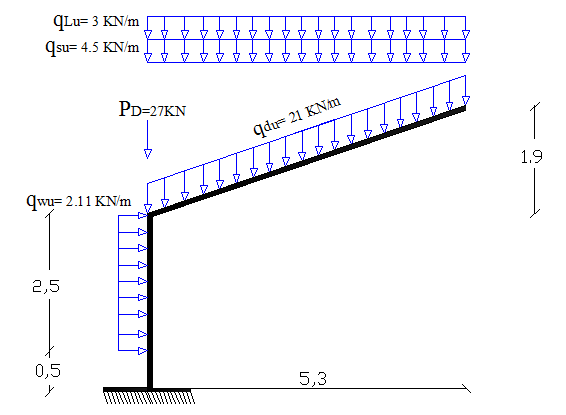 qLu= 3 KN/m
qsu= 4.5 KN/m
PD=27KN
qdu= 21 KN/m
1.9
qwu= 2.11 KN/m
2,5
0,5
5,3